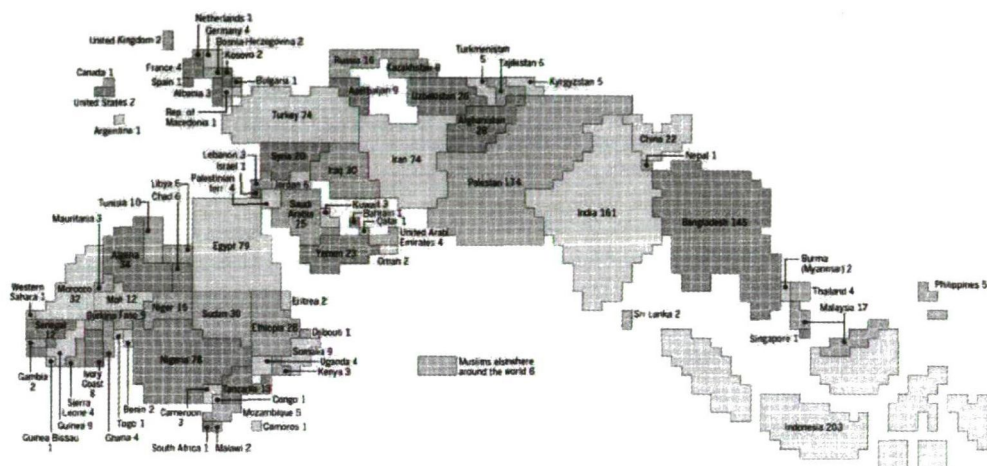 Netherlands 1
Germany 4
Bosnia-Herzegovina 2
Kosovo 2
United Kingdom 2
France 4
Spain 1
Albania 3
Bulgaria 1
Rep. of
Macedonia 1
Canada 1
United States 2
Argentina 1
Russia 16
Kazakhstan 8
Turkmenistan
5
Tajikistan 6
Kyrgyzstan 5
Azerbaijan 9
Uzbekistan 26
Afghanistan
28
Turkey 74
China 22
Nepal 1
Lebanon 3
Israel 1
Palestinian
terr. 4
Syria 20
Iraq 30
Iran 74
Jordan 6
Pakistan 174
Saudi
Arabia
25
Kuwait 3
Bahrain 1
Qatar 1
United Arab
Emirates 4
Oman 2
Yemen 23
India 161
Bangladesh 145
Libya 6
Chad 6
Tunisia 10
Mauritania 3
Egypt 79
Algeria
34
Western
Sahara 1
Morocco
32
Mali 12
Burkina Faso 9
Niger 15
Sudan 30
Eritrea 2
Ethiopia 28
Djibouti 1
Somalia 9
Uganda 4
Kenya 3
Senegal
12
Nigeria 78
Gambia
2
Guinea Bissau
1
Guinea 9
Sierra
Leone 4
Ivory
Coast
8
Ghana 4
Togo 1
Benin 2
Cameroon
3
Tanzania 13
Congo 1
Mozambique 5
Comoros 1
South Africa 1
Malawi 2
Muslims elsewhere
around the world 6
Burma
(Myanmar) 2
Thailand 4
Malaysia 17
Singapore 1
Sri Lanka 2
Philippines 5
Indonesia 203